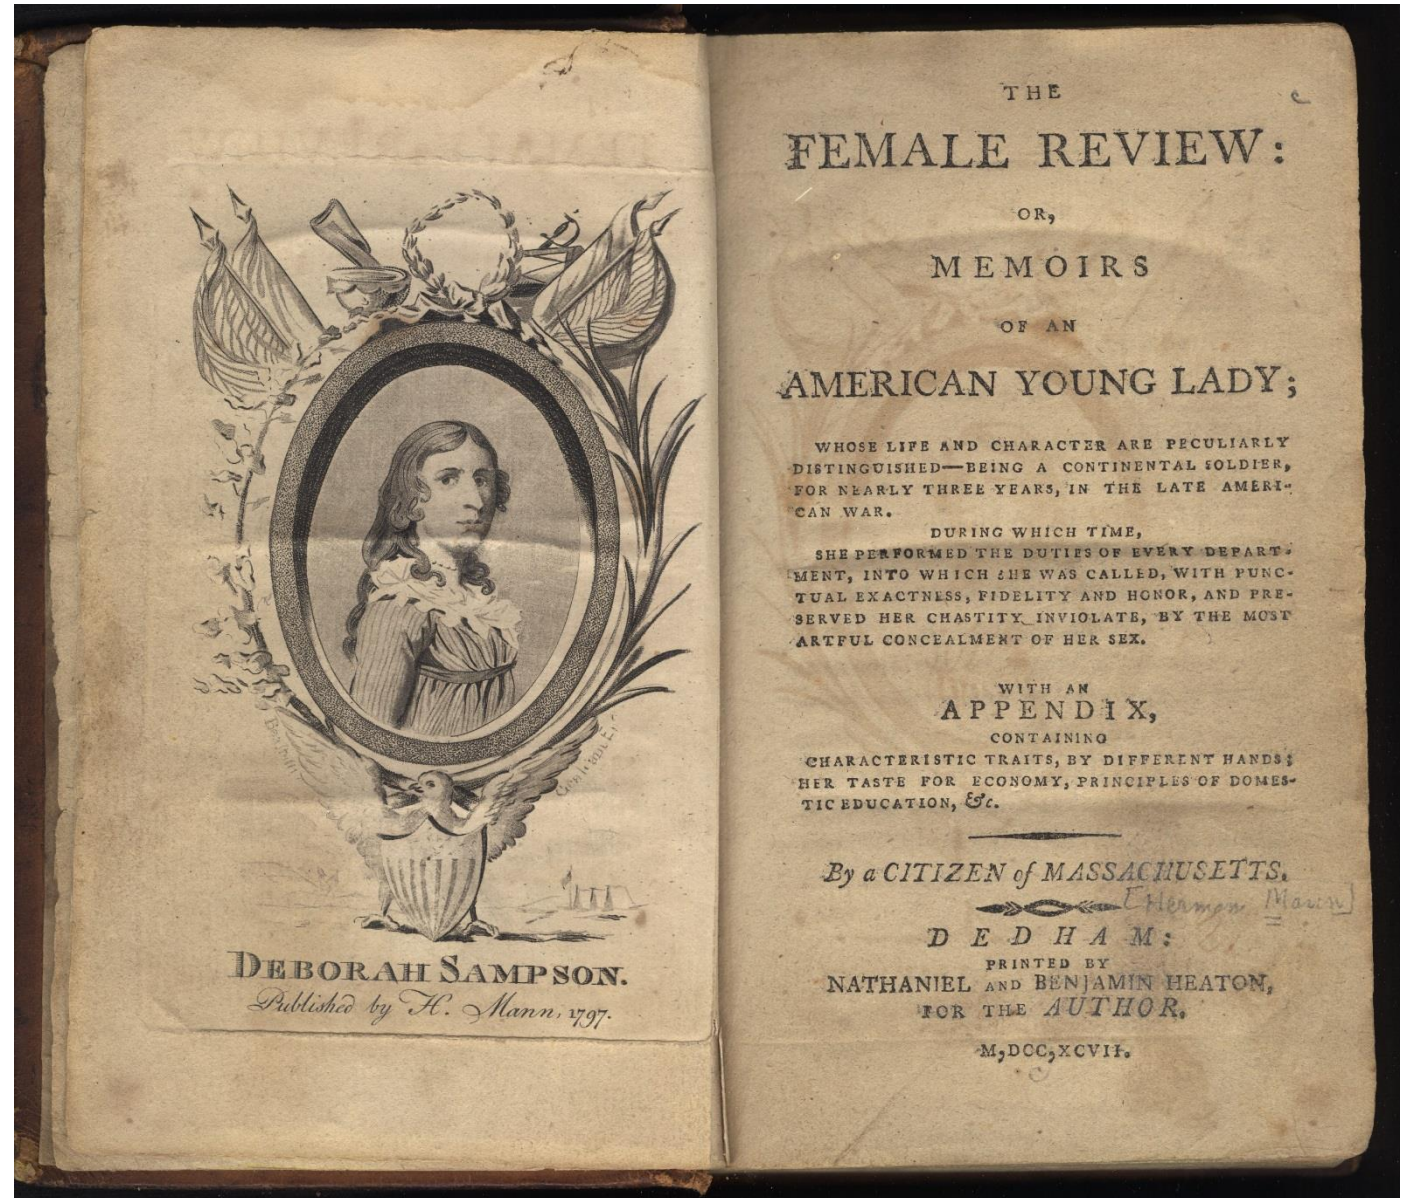 DEBORAH SAMPSON.
Published by H. Mann, 1797.
THE
FEMALE REVIEW:
OR,
MEMOIRS
OF AN
AMERICAN YOUNG LADY;
WHOSE LIFE AND CHARACTER ARE PECULIARLY
DISTINGUISHED—BEING A CONTINENTAL SOLDIER,
FOR NEARLY THREE YEARS, IN THE LATE AMERI-
CAN WAR.
DURING WHICH TIME,
SHE PERFORMED THE DUTIES OF EVERY DEPART-
MENT, INTO WHICH SHE WAS CALLED, WITH PUNC-
TUAL EXACTNESS, FIDELITY AND HONOR, AND PRE-
SERVED HER CHASTITY INVIOLATE, BY THE MOST
ARTFUL CONCEALMENT OF HER SEX.
WITH AN
APPENDIX,
CONTAINING
CHARACTERISTIC TRAITS, BY DIFFERENT HANDS;
HER TASTE FOR ECONOMY, PRINCIPLES OF DOMES-
TIC EDUCATION, &c.
By a CITIZEN of MASSACHUSETTS.
[Herman Mann]
DEDHAM:
PRINTED BY
NATHANIEL AND BENJAMIN HEATON,
FOR THE AUTHOR.
M,DCC,XCVII.